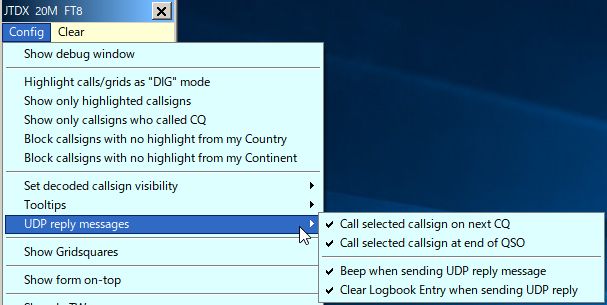 JTDX 20M FT8
Config Clear
Show debug window
Highlight calls/grids as "DIG" mode
Show only highlighted callsigns
Show only callsigns who called CQ
Block callsigns with no highlight from my Country
Block callsigns with no highlight from my Continent
Set decoded callsign visibility
Tooltips
UDP reply messages
Call selected callsign on next CQ
Call selected callsign at end of QSO
Beep when sending UDP reply message
Clear Logbook Entry when sending UDP reply
Show Gridsquares
Show form on-top